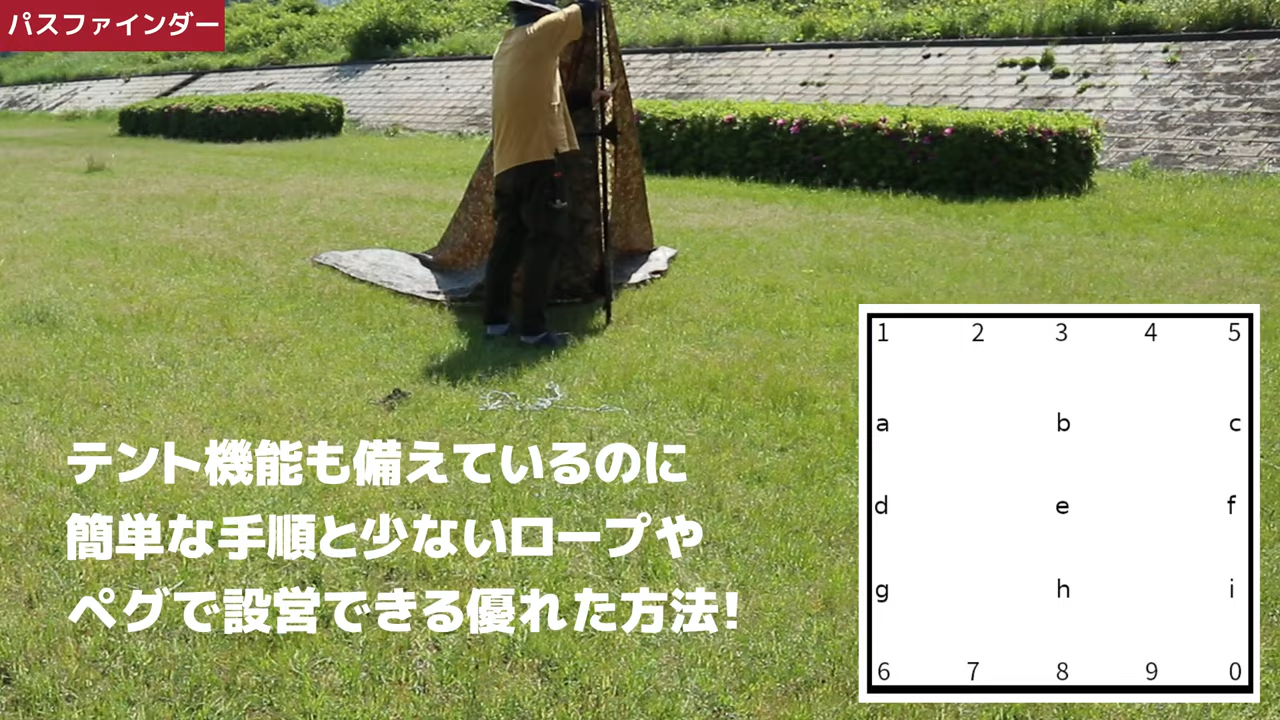 パスファインダー
テント機能も備えているのに
簡単な手順と少ないロープや
ペグで設営できる優れた方法!
1 2 3 4 5
a b c
d e f
g h i
6 7 8 9 0